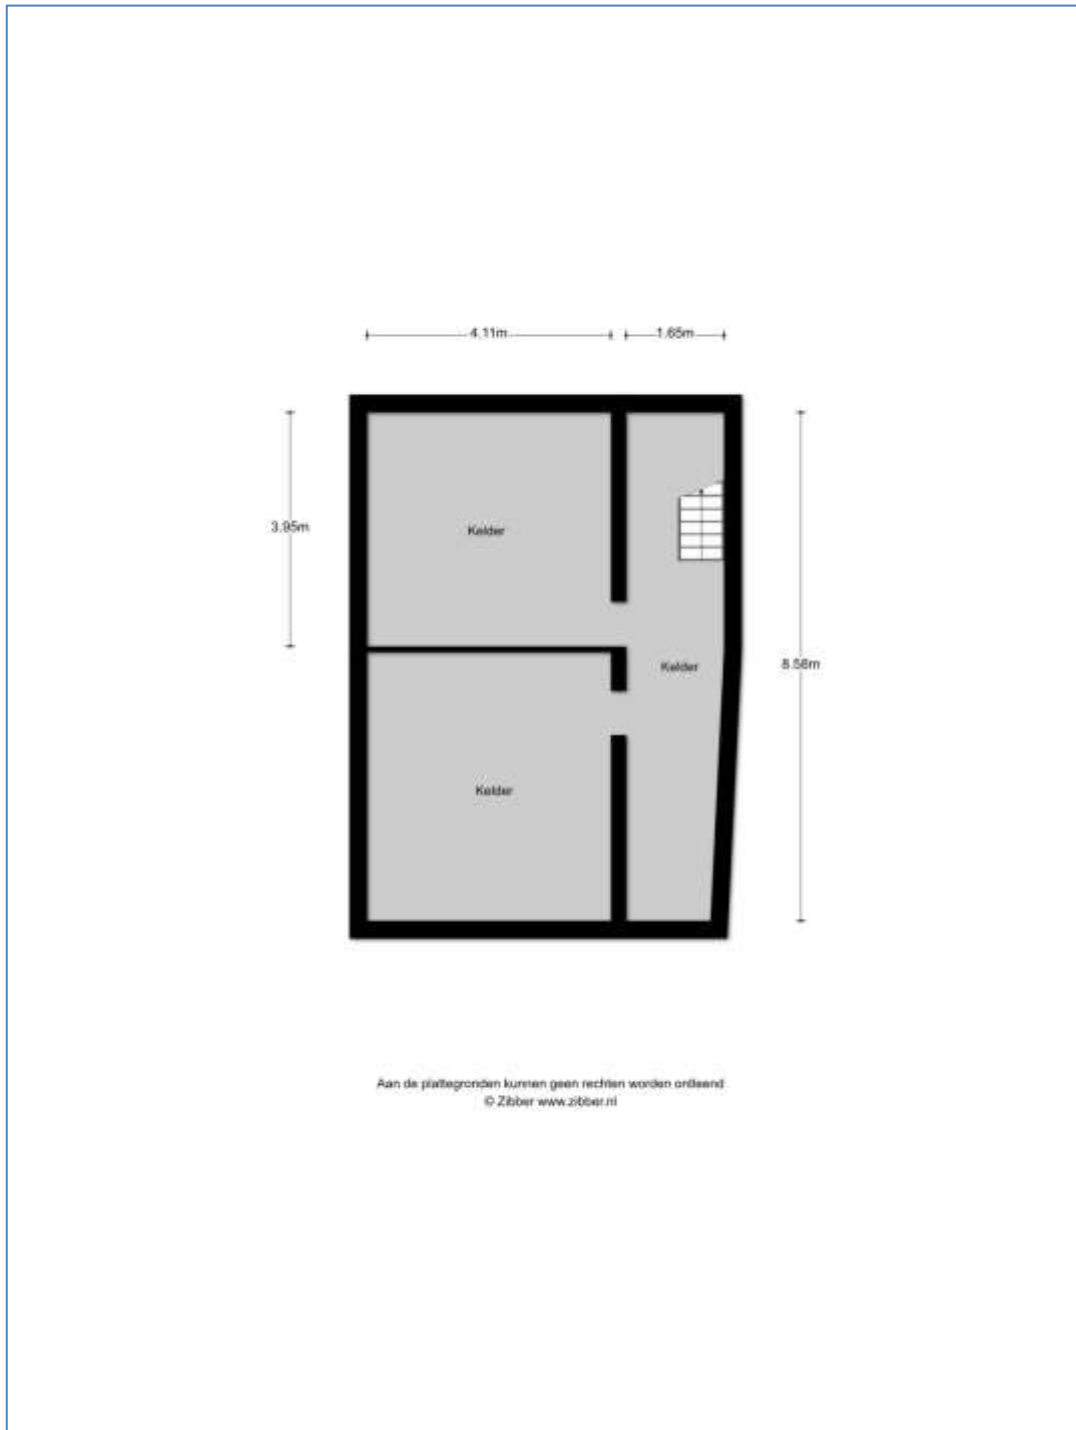 4.11m 1.65m
3.95m
Kelder
Kelder
8.58m
Kelder
Aan de plattegronden kunnen geen rechten worden ontleend
© Zibber www.zibber.nl